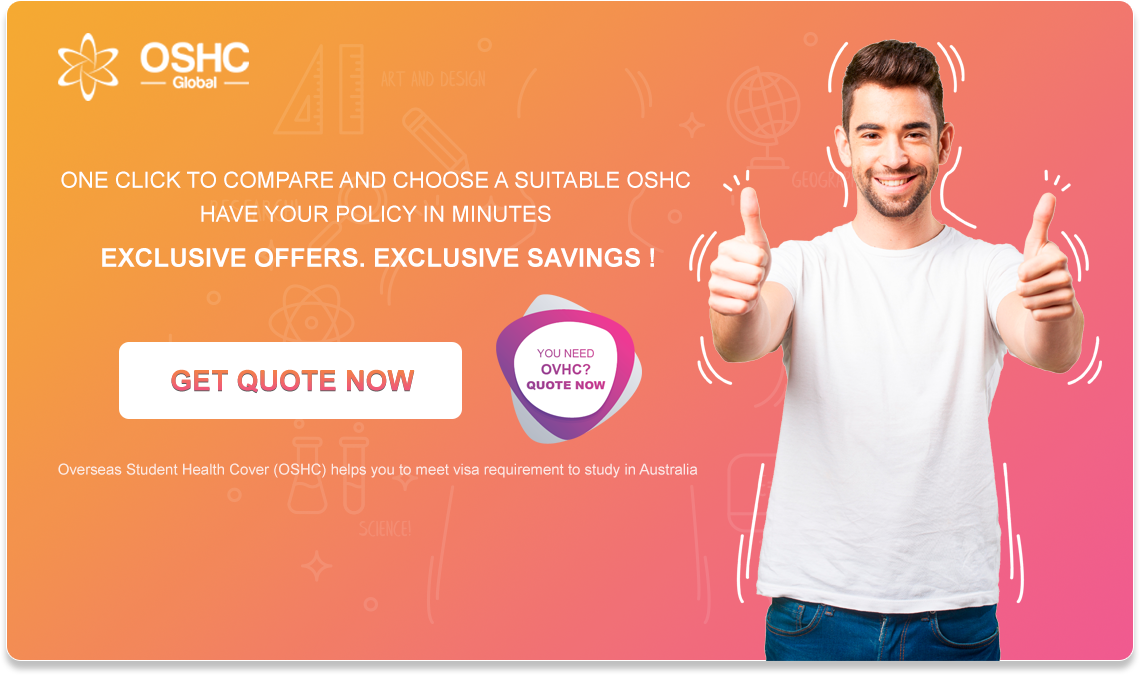 OSHC
Global
ART AND DESIGN
ONE CLICK TO COMPARE AND CHOOSE A SUITABLE OSHC
HAVE YOUR POLICY IN MINUTES
EXCLUSIVE OFFERS. EXCLUSIVE SAVINGS !
YOU NEED
OVHC?
QUOTE NOW
GET QUOTE NOW
Overseas Student Health Cover (OSHC) helps you to meet visa requirement to study in Australia
SCIENCE!